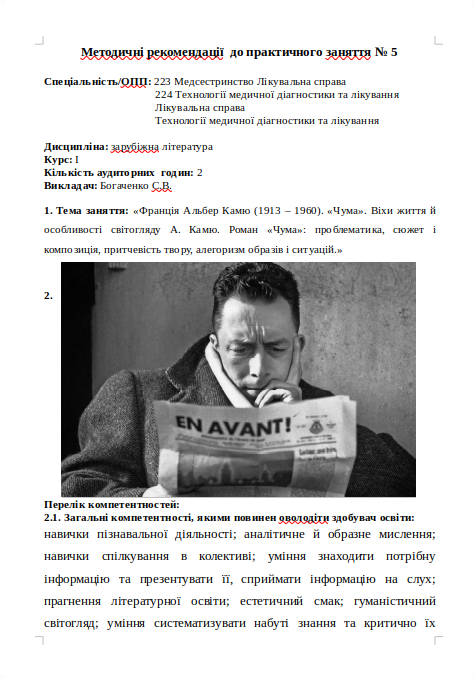 Методичні рекомендації до практичного заняття № 5
Спеціальність/ОПП: 223 Медсестринство Лікувальна справа
224 Технології медичної діагностики та лікування
Лікувальна справа
Технології медичної діагностики та лікування
Дисципліна: зарубіжна література
Курс: І
Кількість аудиторних годин: 2
Викладач: Богаченко С.В.
1. Тема заняття: «Франція Альбер Камю (1913 – 1960). «Чума». Віхи життя й
особливості світогляду А. Камю. Роман «Чума»: проблематика, сюжет і
композиція, притчевість твору, алегоризм образів і ситуацій.»
2.
EN AVANT!
Перелік компетентностей:
2.1. Загальні компетентності, якими повинен оволодіти здобувач освіти:
навички пізнавальної діяльності; аналітичне й образне мислення;
навички спілкування в колективі; уміння знаходити потрібну
інформацію та презентувати її, сприймати інформацію на слух;
прагнення літературної освіти; естетичний смак; гуманістичний
світогляд; уміння систематизувати набуті знання та критично їх